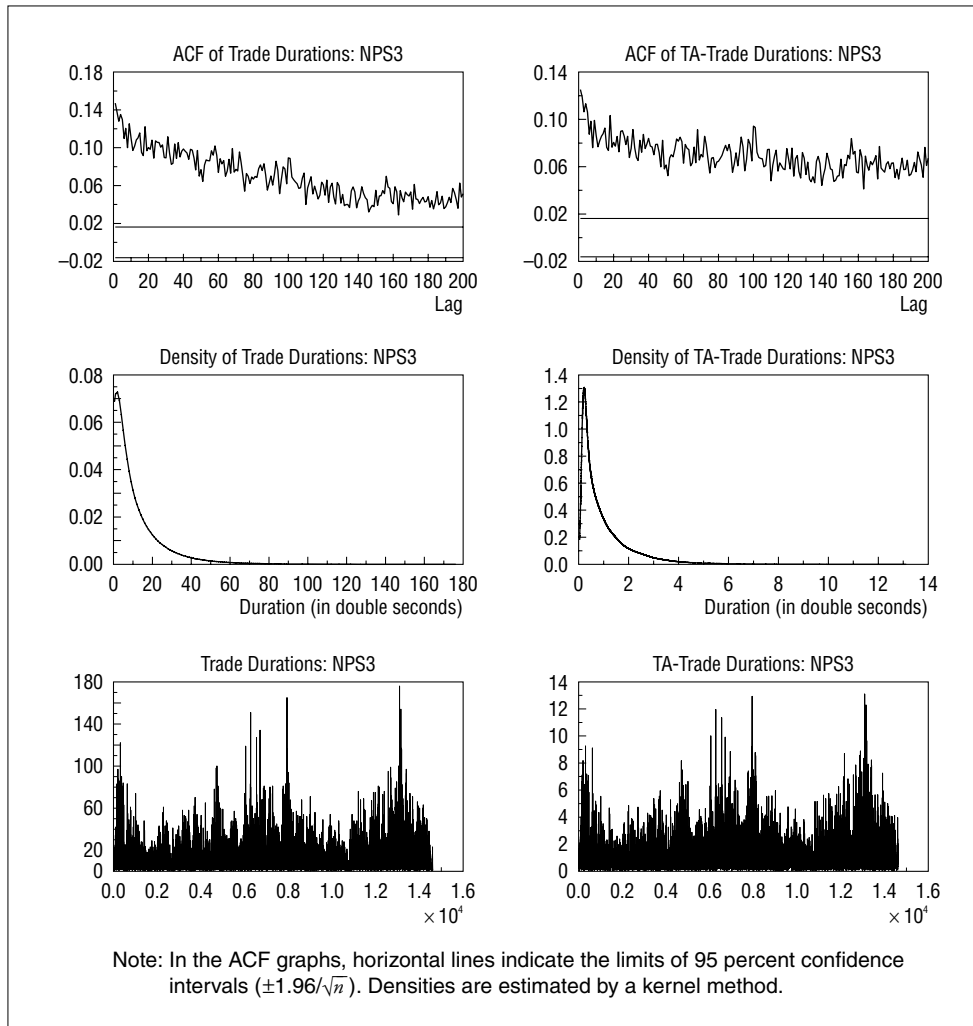 ACF of Trade Durations: NPS3
0.18
0.14
0.10
0.06
0.02
–0.02
0 20 40 60 80 100 120 140 160 180 200
Lag
ACF of TA-Trade Durations: NPS3
0.14
0.10
0.06
0.02
–0.02
0 20 40 60 80 100 120 140 160 180 200
Lag
Density of Trade Durations: NPS3
0.08
0.06
0.04
0.02
0.00
0 20 40 60 80 100 120 140 160 180
Duration (in double seconds)
Density of TA-Trade Durations: NPS3
1.4
1.2
1.0
0.8
0.6
0.4
0.2
0.0
0 2 4 6 8 10 12 14
Duration (in double seconds)
Trade Durations: NPS3
180
140
100
60
20
0
0.0 0.2 0.4 0.6 0.8 1.0 1.2 1.4 1.6
× 10⁴
TA-Trade Durations: NPS3
14
12
10
8
6
4
2
0
0.0 0.2 0.4 0.6 0.8 1.0 1.2 1.4 1.6
× 10⁴
Note: In the ACF graphs, horizontal lines indicate the limits of 95 percent confidence
intervals (±1.96/√n). Densities are estimated by a kernel method.